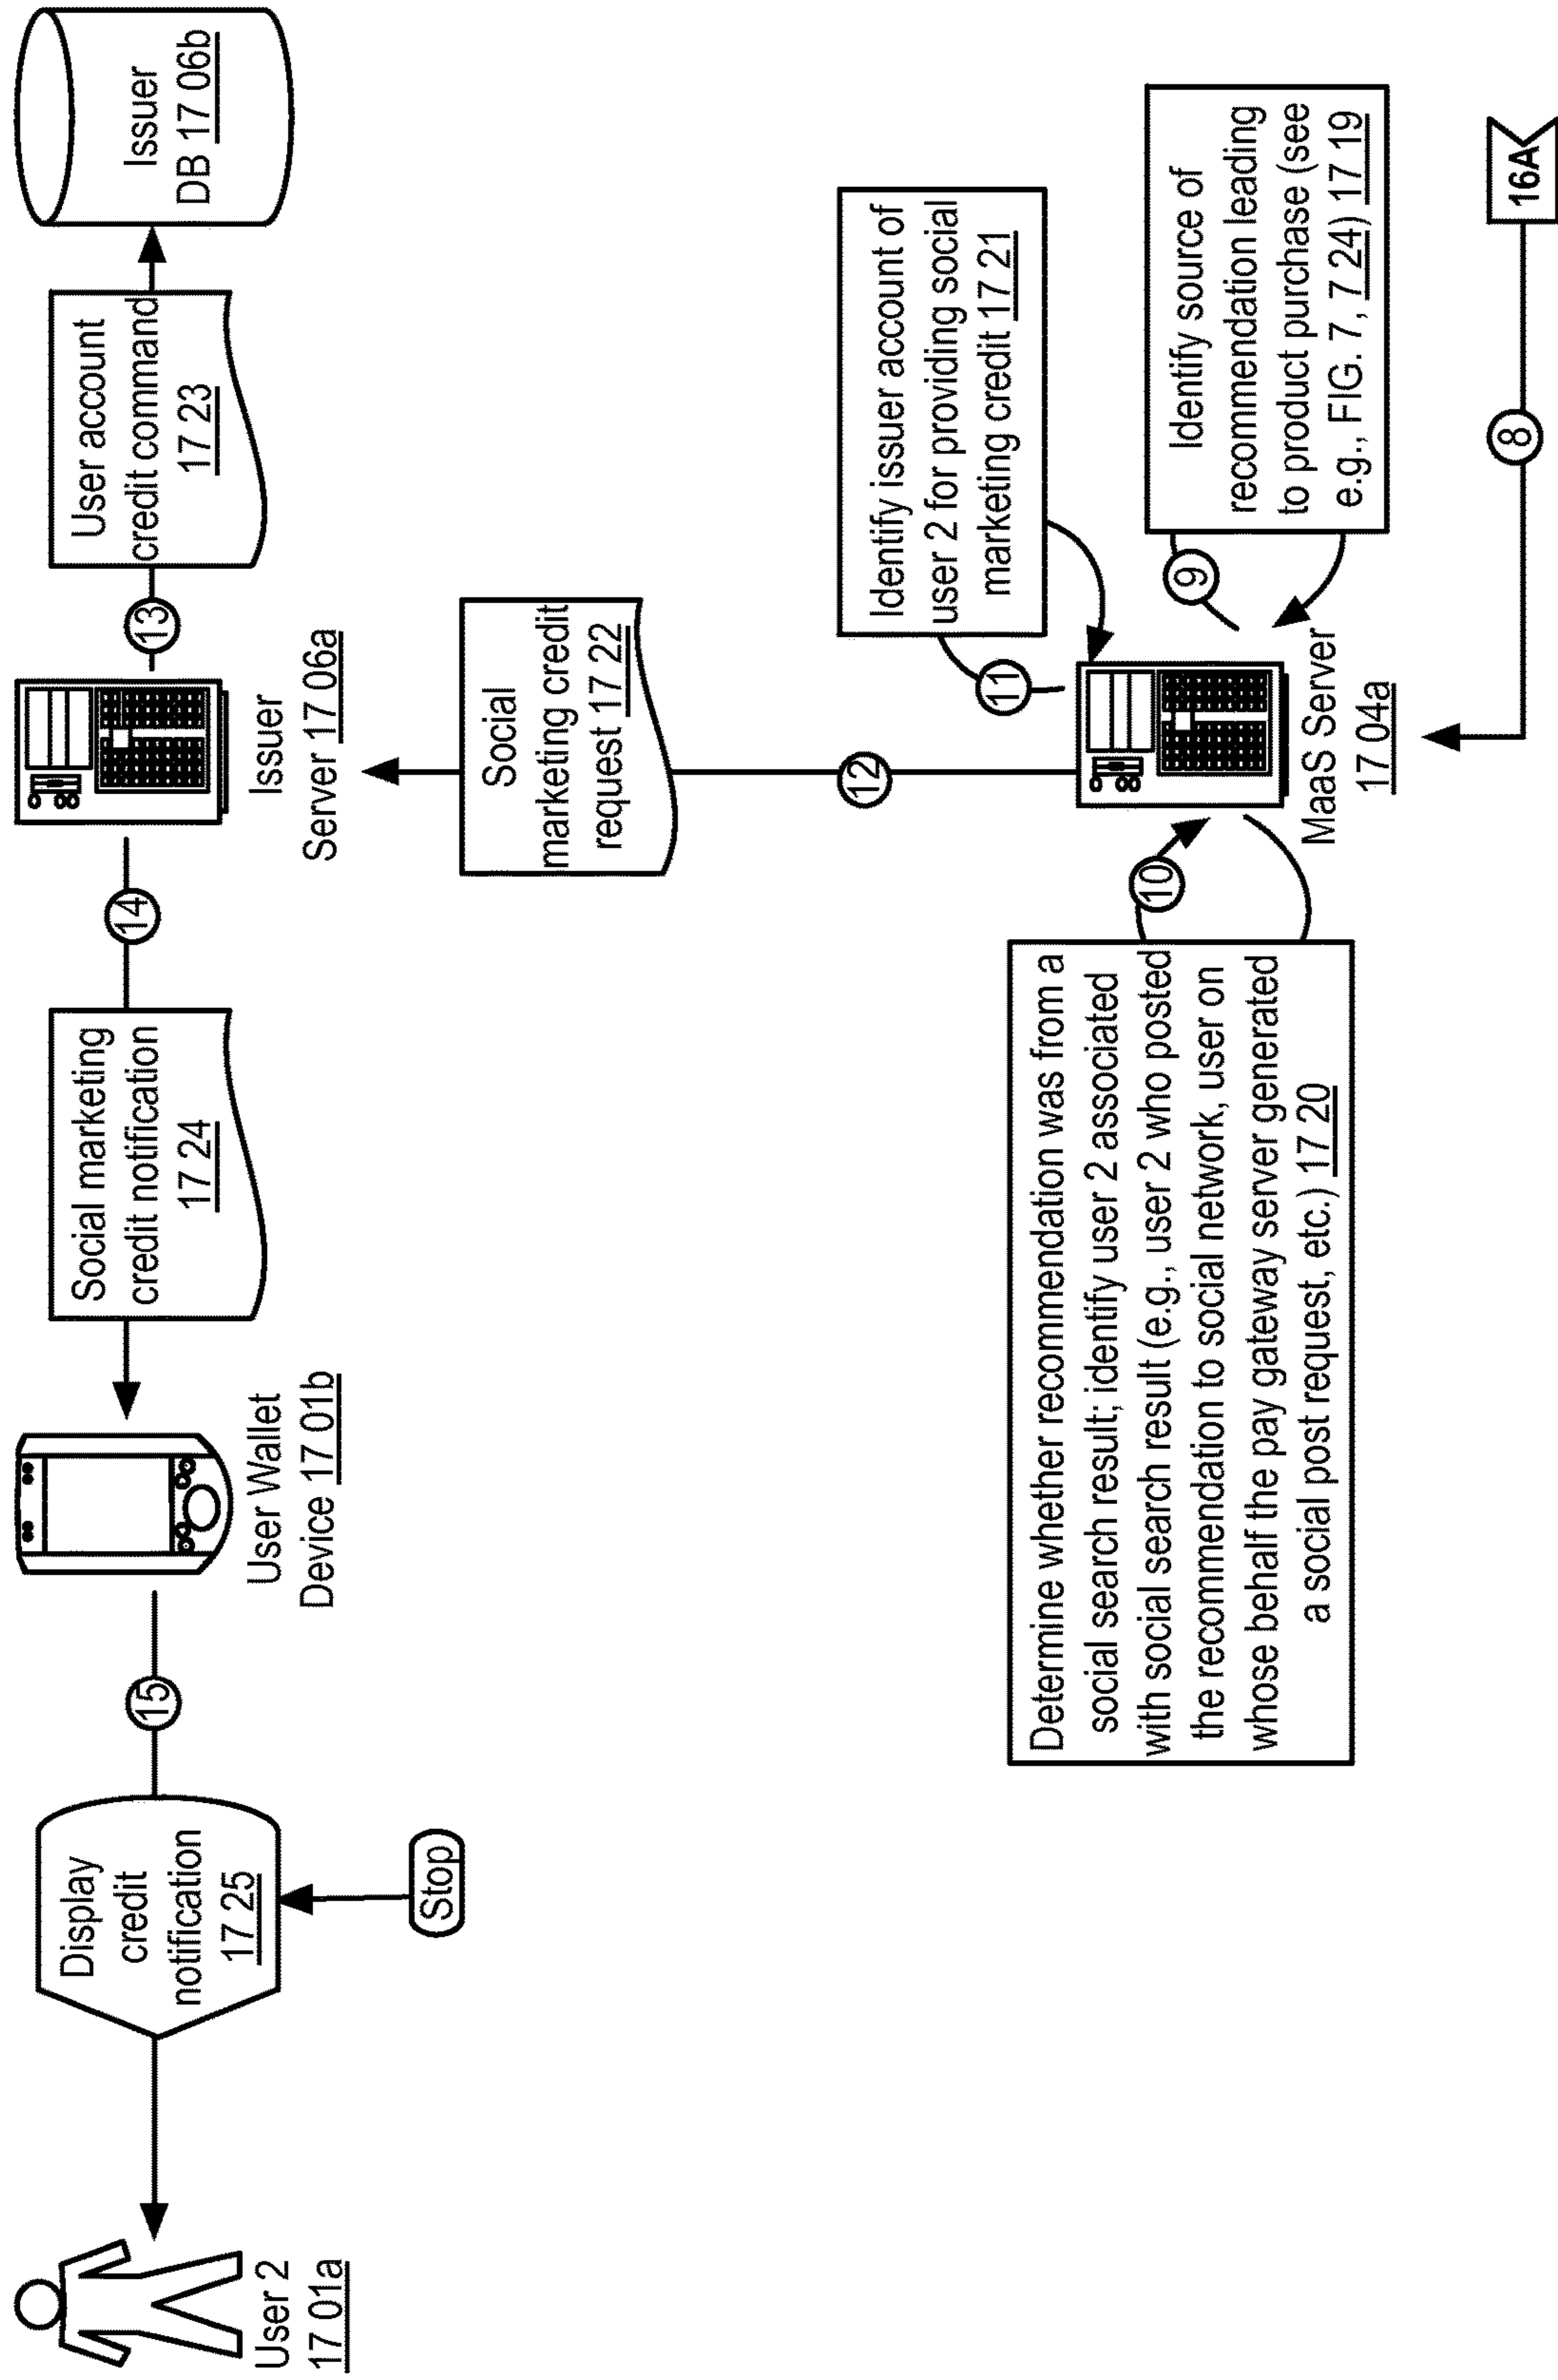 User 2
17 01a
Display
credit
notification
17 25
Stop
15
User Wallet
Device 17 01b
Social marketing
credit notification
17 24
14
Issuer
Server 17 06a
13
User account
credit command
17 23
Issuer
DB 17 06b
Social
marketing credit
request 17 22
12
Determine whether recommendation was from a
social search result; identify user 2 associated
with social search result (e.g., user 2 who posted
the recommendation to social network, user on
whose behalf the pay gateway server generated
a social post request, etc.) 17 20
10
11
Identify issuer account of
user 2 for providing social
marketing credit 17 21
MaaS Server
17 04a
9
Identify source of
recommendation leading
to product purchase (see
e.g., FIG. 7, 7 24) 17 19
8
16A